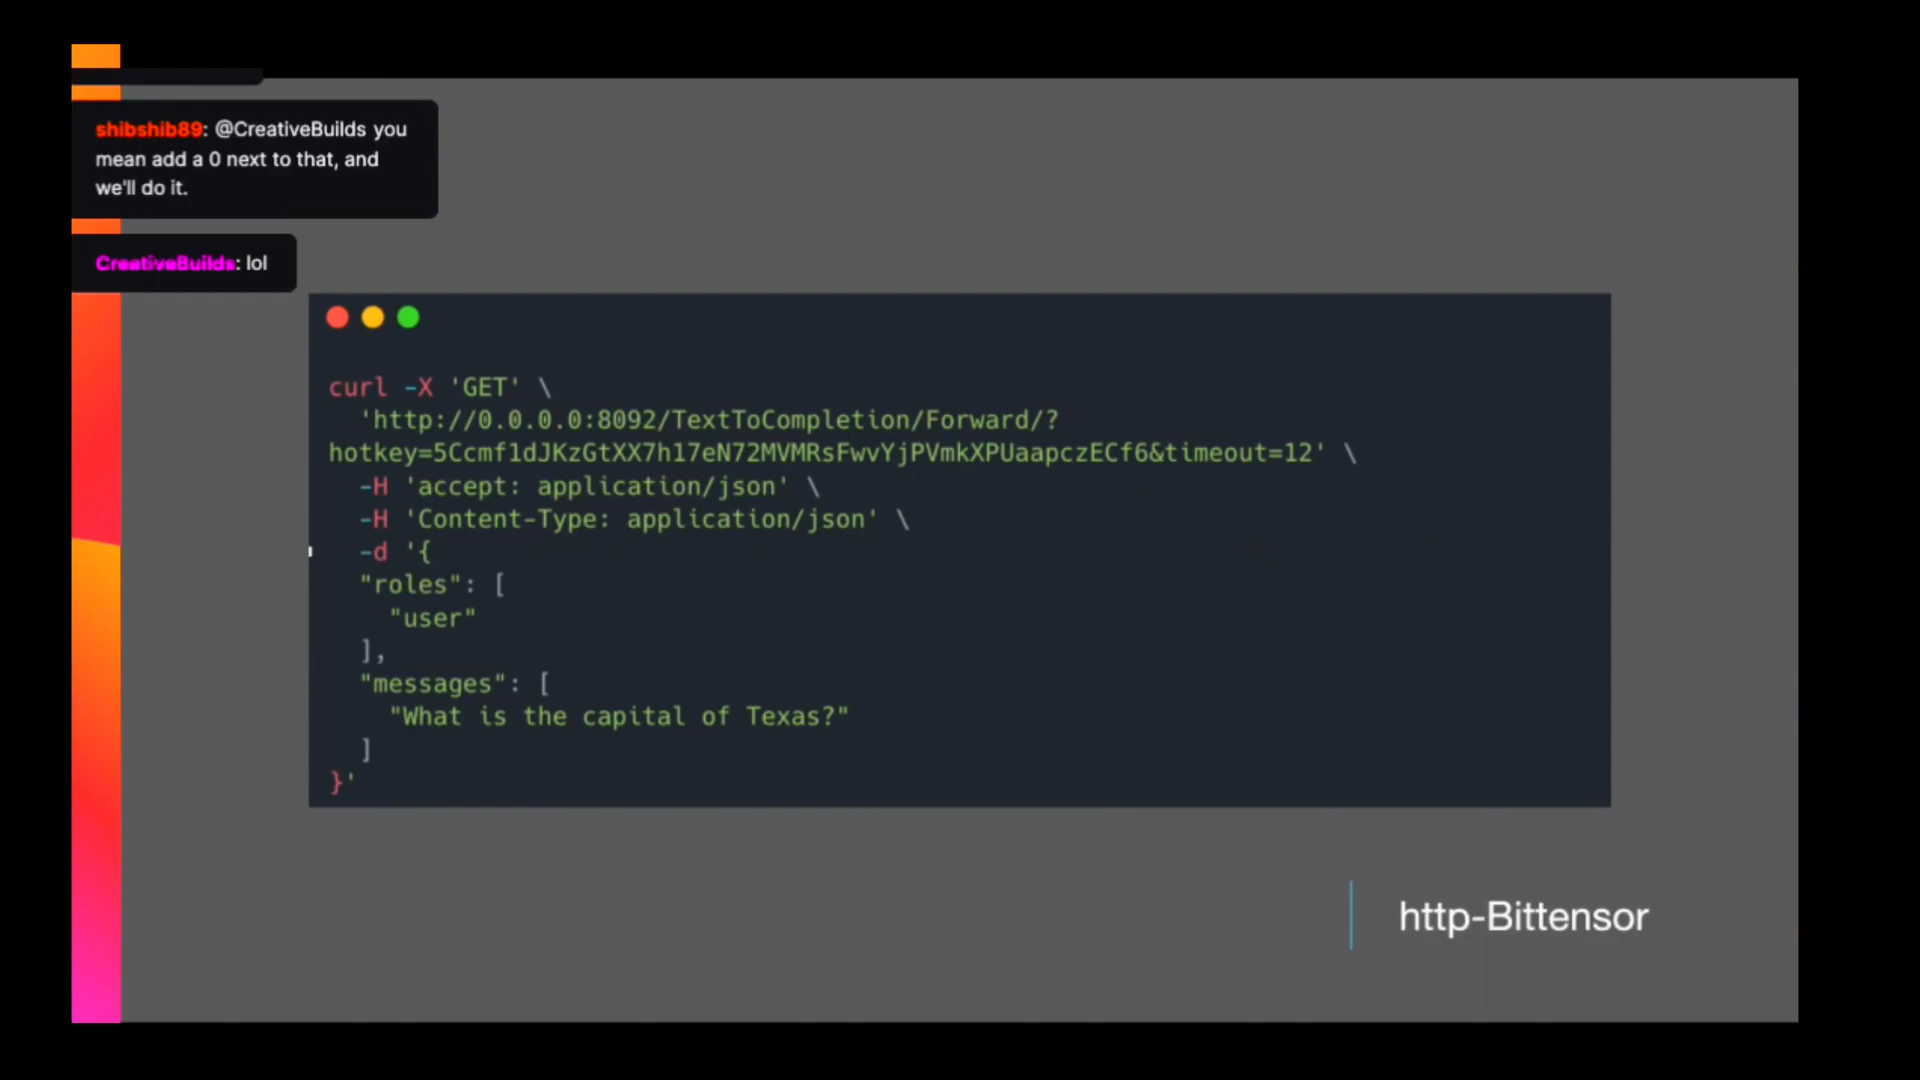 shibshib89: @CreativeBuilds you
mean add a 0 next to that, and
we'll do it.
CreativeBuilds: lol
curl -X 'GET' \
'http://0.0.0.0:8092/TextToCompletion/Forward/?
hotkey=5Ccmf1dJKzGtXX7h17eN72MVMRsFwvYjPVmkXPUaapczECf6&timeout=12' \
-H 'accept: application/json' \
-H 'Content-Type: application/json' \
-d '{
"roles": [
"user"
],
"messages": [
"What is the capital of Texas?"
]
}'
http-Bittensor